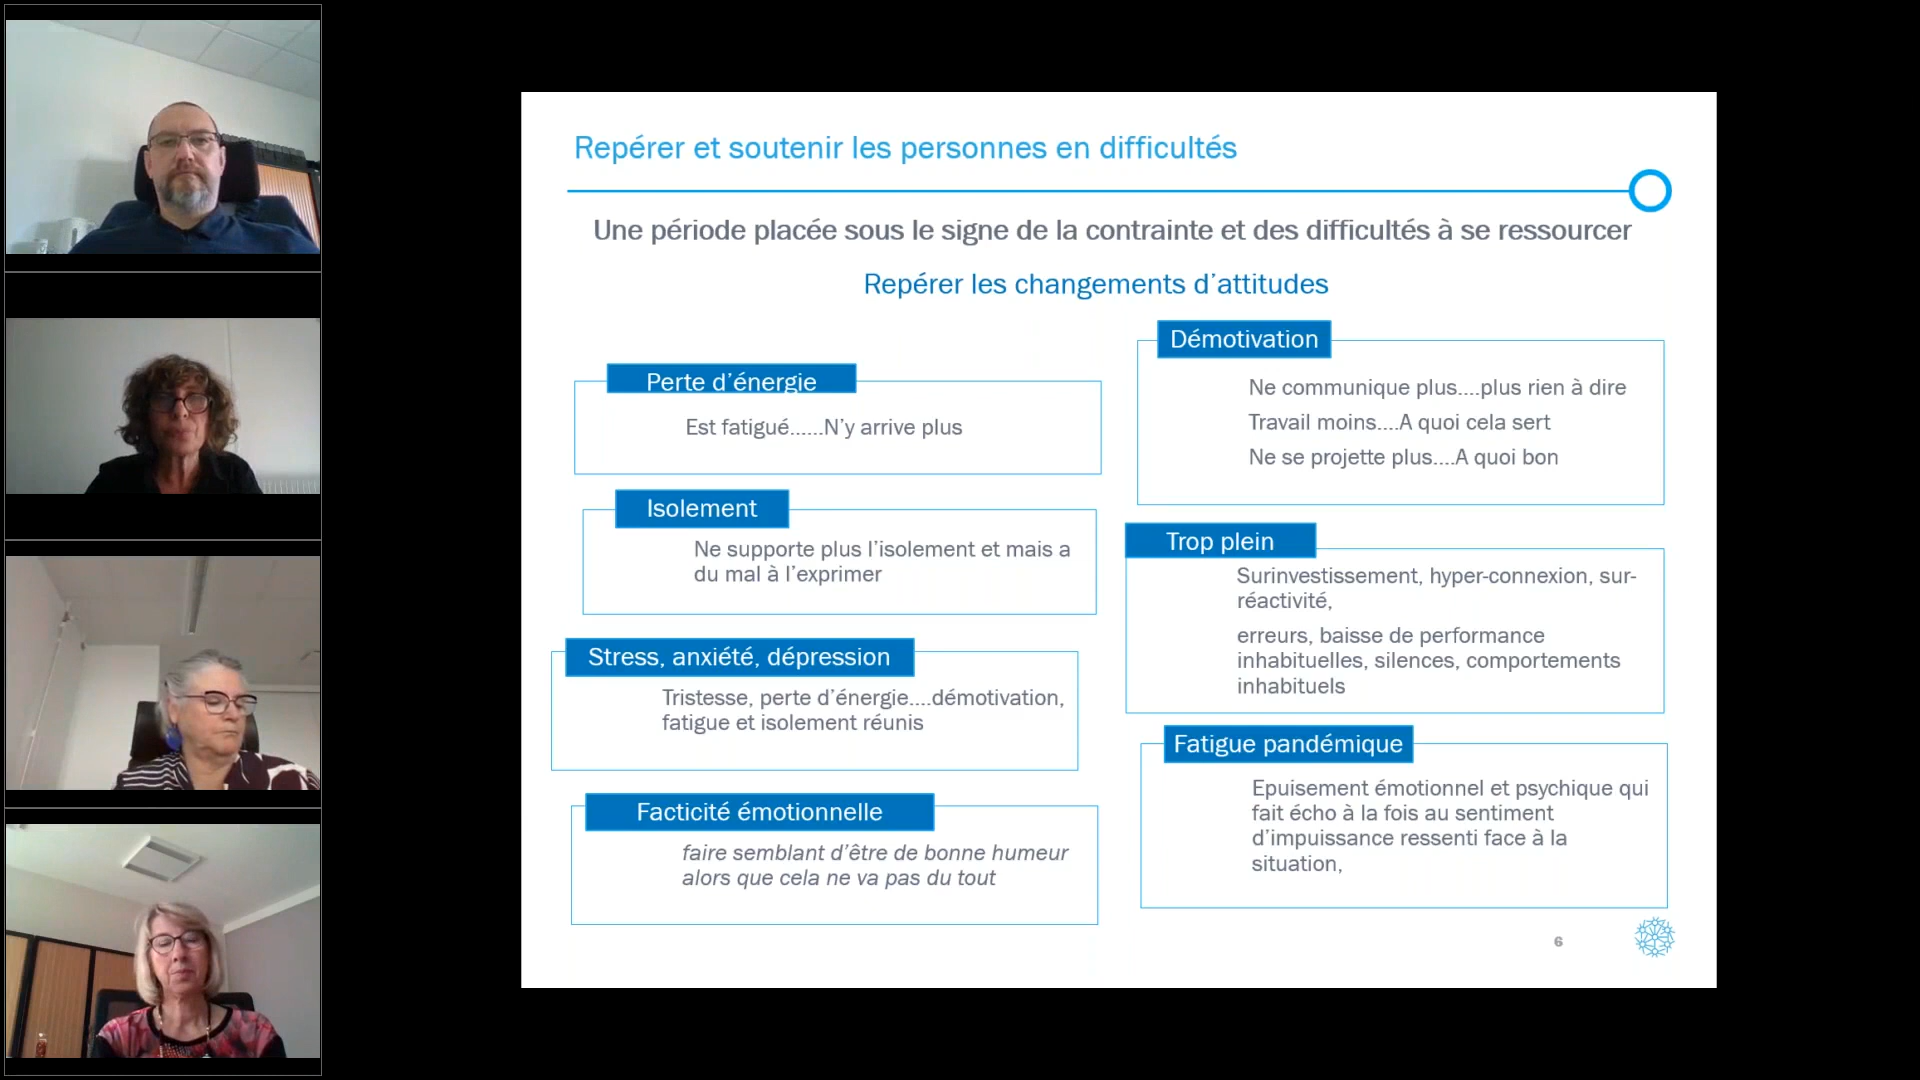 Repérer et soutenir les personnes en difficultés
Une période placée sous le signe de la contrainte et des difficultés à se ressourcer
Repérer les changements d’attitudes
Perte d’énergie
Est fatigué......N’y arrive plus
Isolement
Ne supporte plus l’isolement et mais a
du mal à l’exprimer
Stress, anxiété, dépression
Tristesse, perte d’énergie....démotivation,
fatigue et isolement réunis
Facticité émotionnelle
faire semblant d’être de bonne humeur
alors que cela ne va pas du tout
Démotivation
Ne communique plus....plus rien à dire
Travail moins....A quoi cela sert
Ne se projette plus....A quoi bon
Trop plein
Surinvestissement, hyper-connexion, sur-
réactivité,
erreurs, baisse de performance
inhabituelles, silences, comportements
inhabituels
Fatigue pandémique
Epuisement émotionnel et psychique qui
fait écho à la fois au sentiment
d’impuissance ressenti face à la
situation,
6